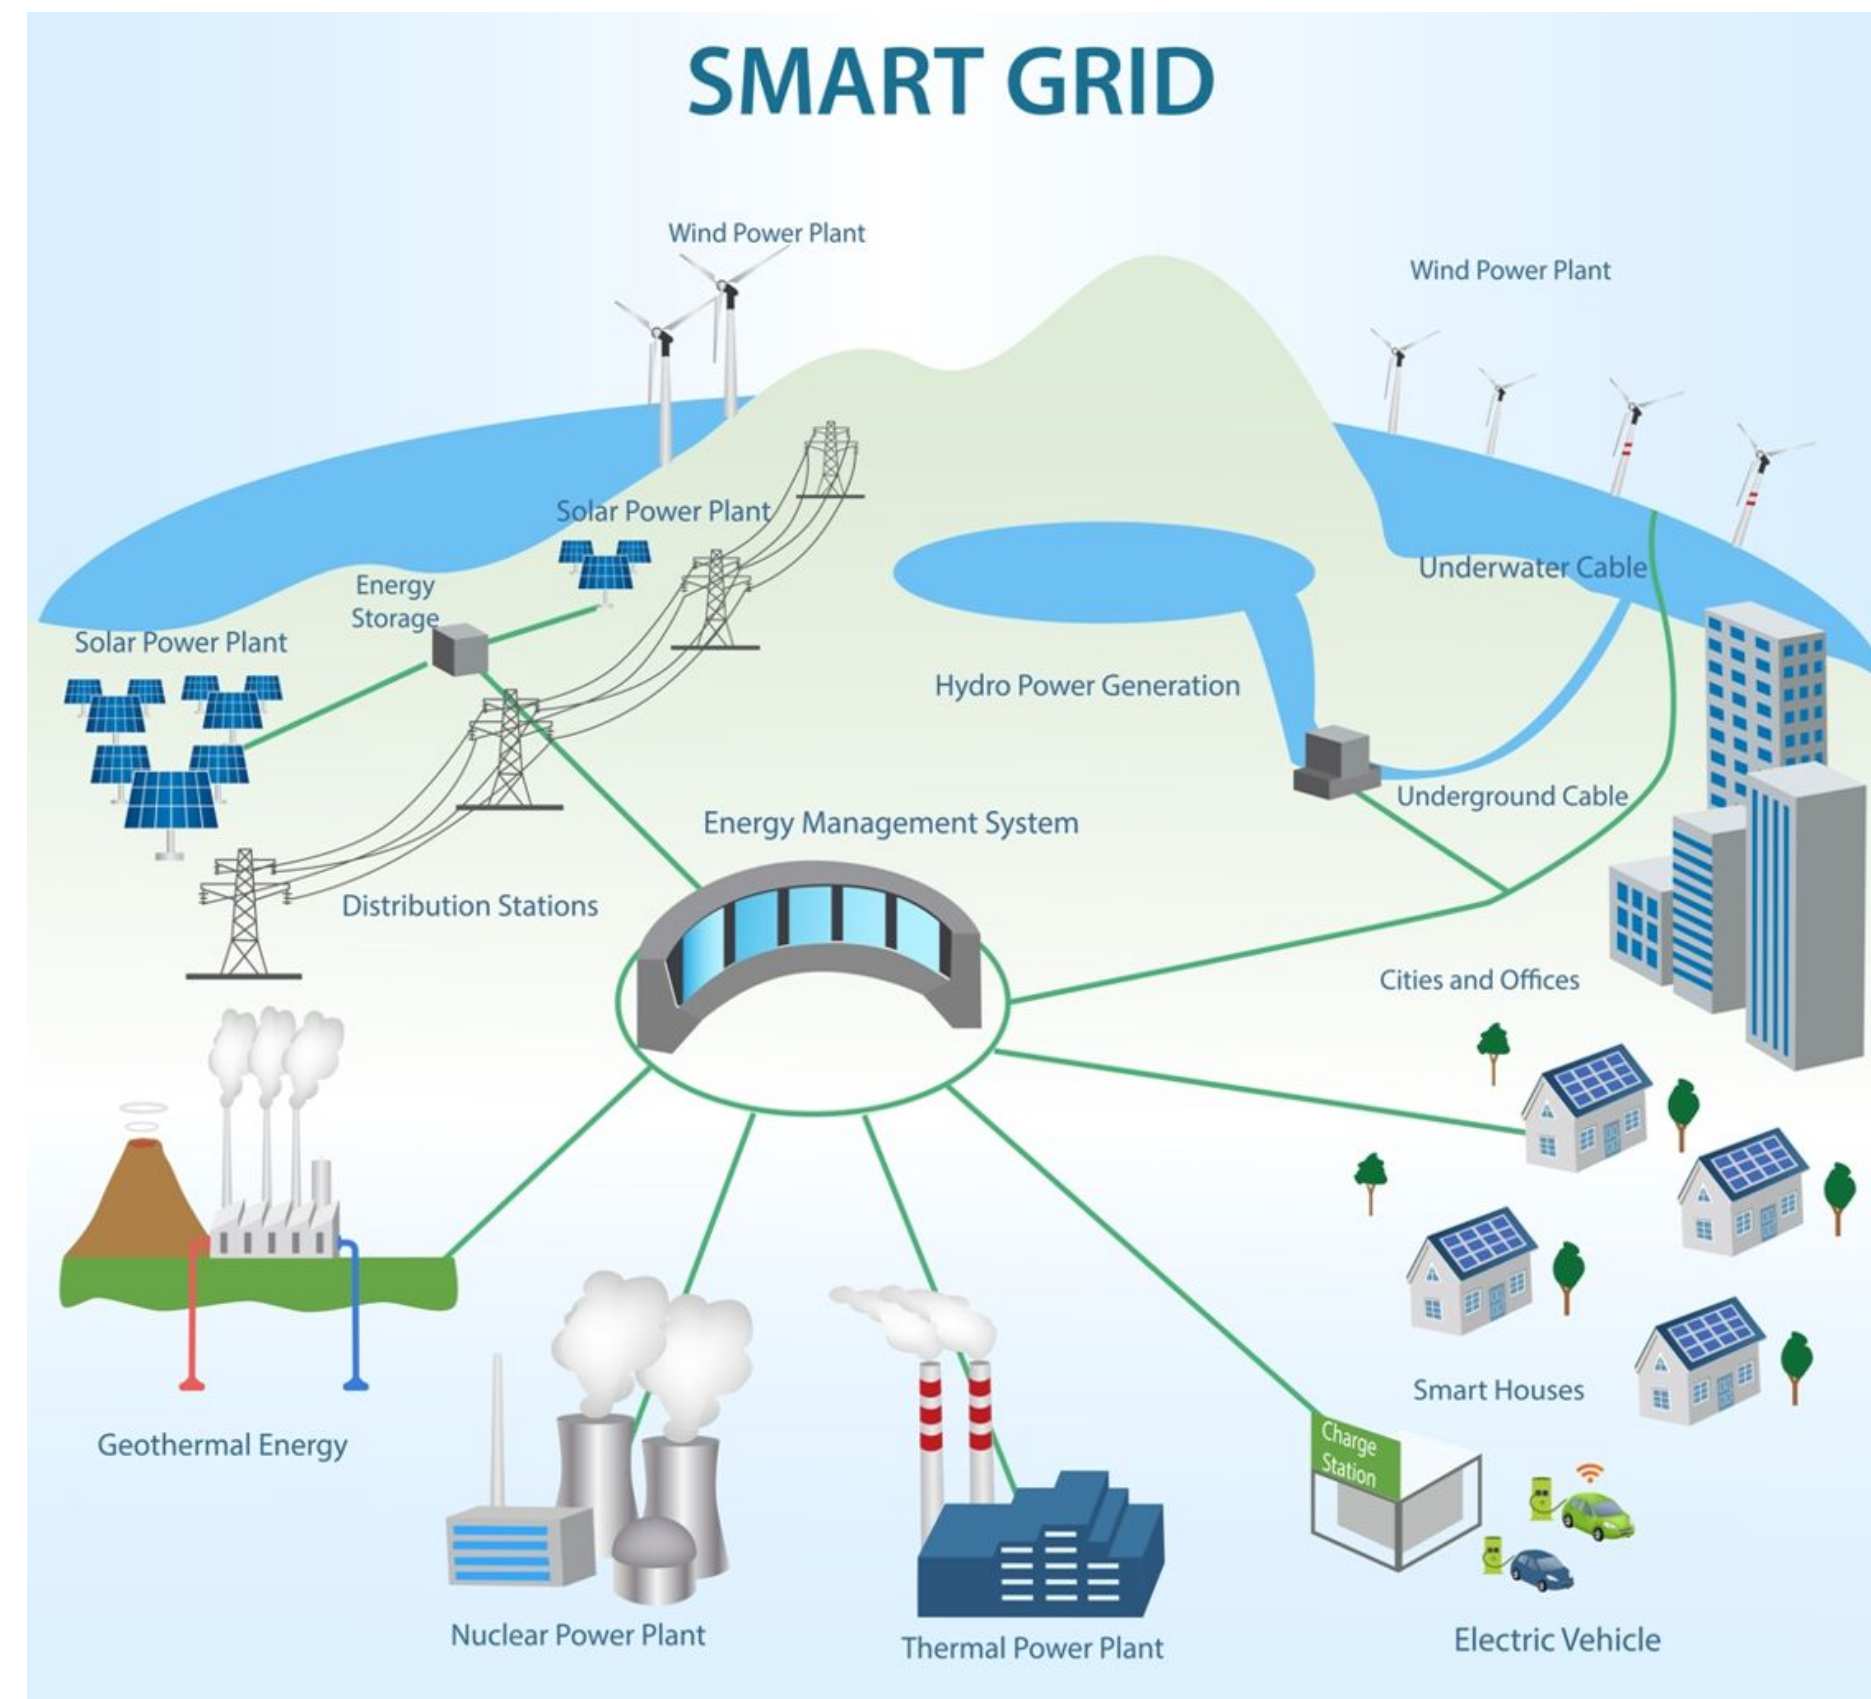 SMART GRID
Wind Power Plant
Wind Power Plant
Solar Power Plant
Energy
Storage
Underwater Cable
Solar Power Plant
Hydro Power Generation
Underground Cable
Energy Management System
Distribution Stations
Cities and Offices
Smart Houses
Charge
Station
Geothermal Energy
Nuclear Power Plant
Thermal Power Plant
Electric Vehicle